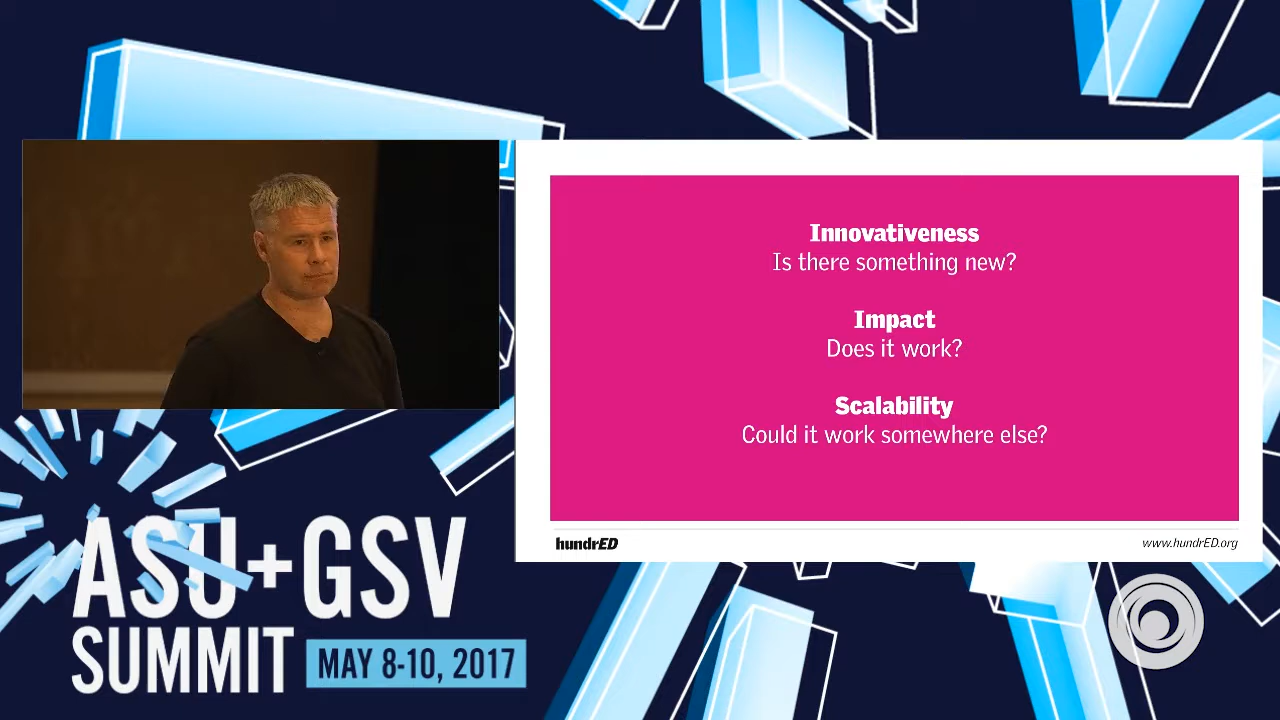 Innovativeness
Is there something new?
Impact
Does it work?
Scalability
Could it work somewhere else?
hundrED
www.hundrED.org
ASU+GSV
SUMMIT
MAY 8-10, 2017